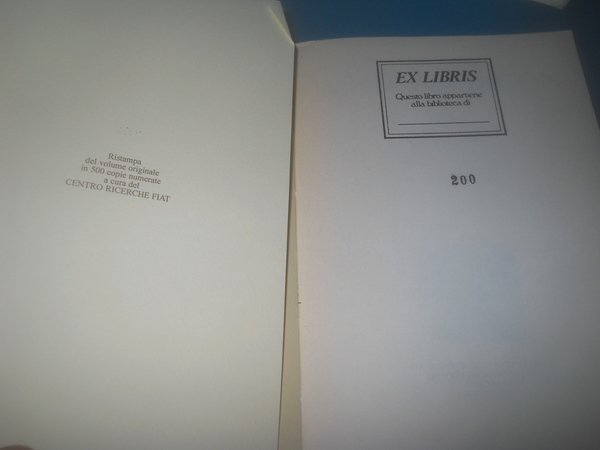 Ristampa
del volume originale
in 500 copie numerate
a cura del
CENTRO RICERCHE FIAT
EX LIBRIS
Questo libro appartiene
alla biblioteca di
200